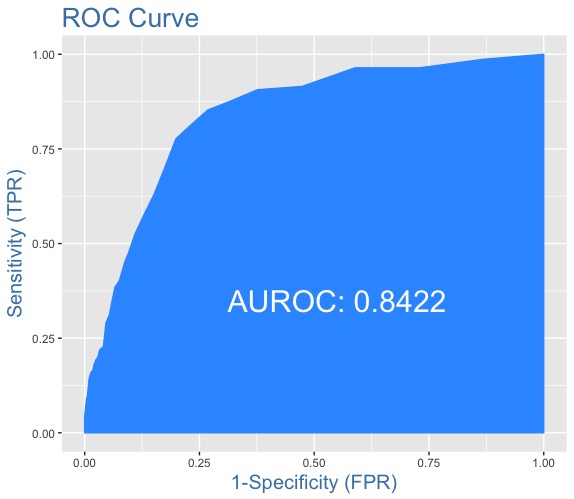 ROC Curve
1.00
0.75
0.50
0.25
0.00
Sensitivity (TPR)
AUROC: 0.8422
0.00 0.25 0.50 0.75 1.00
1-Specificity (FPR)